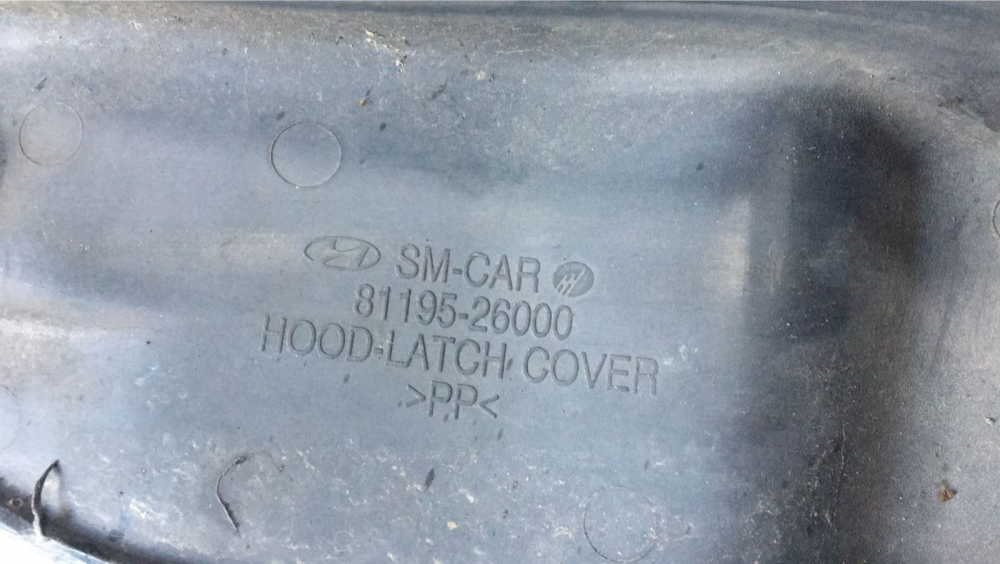 SM-CAR
81195-26000
HOOD-LATCH COVER
>PP<